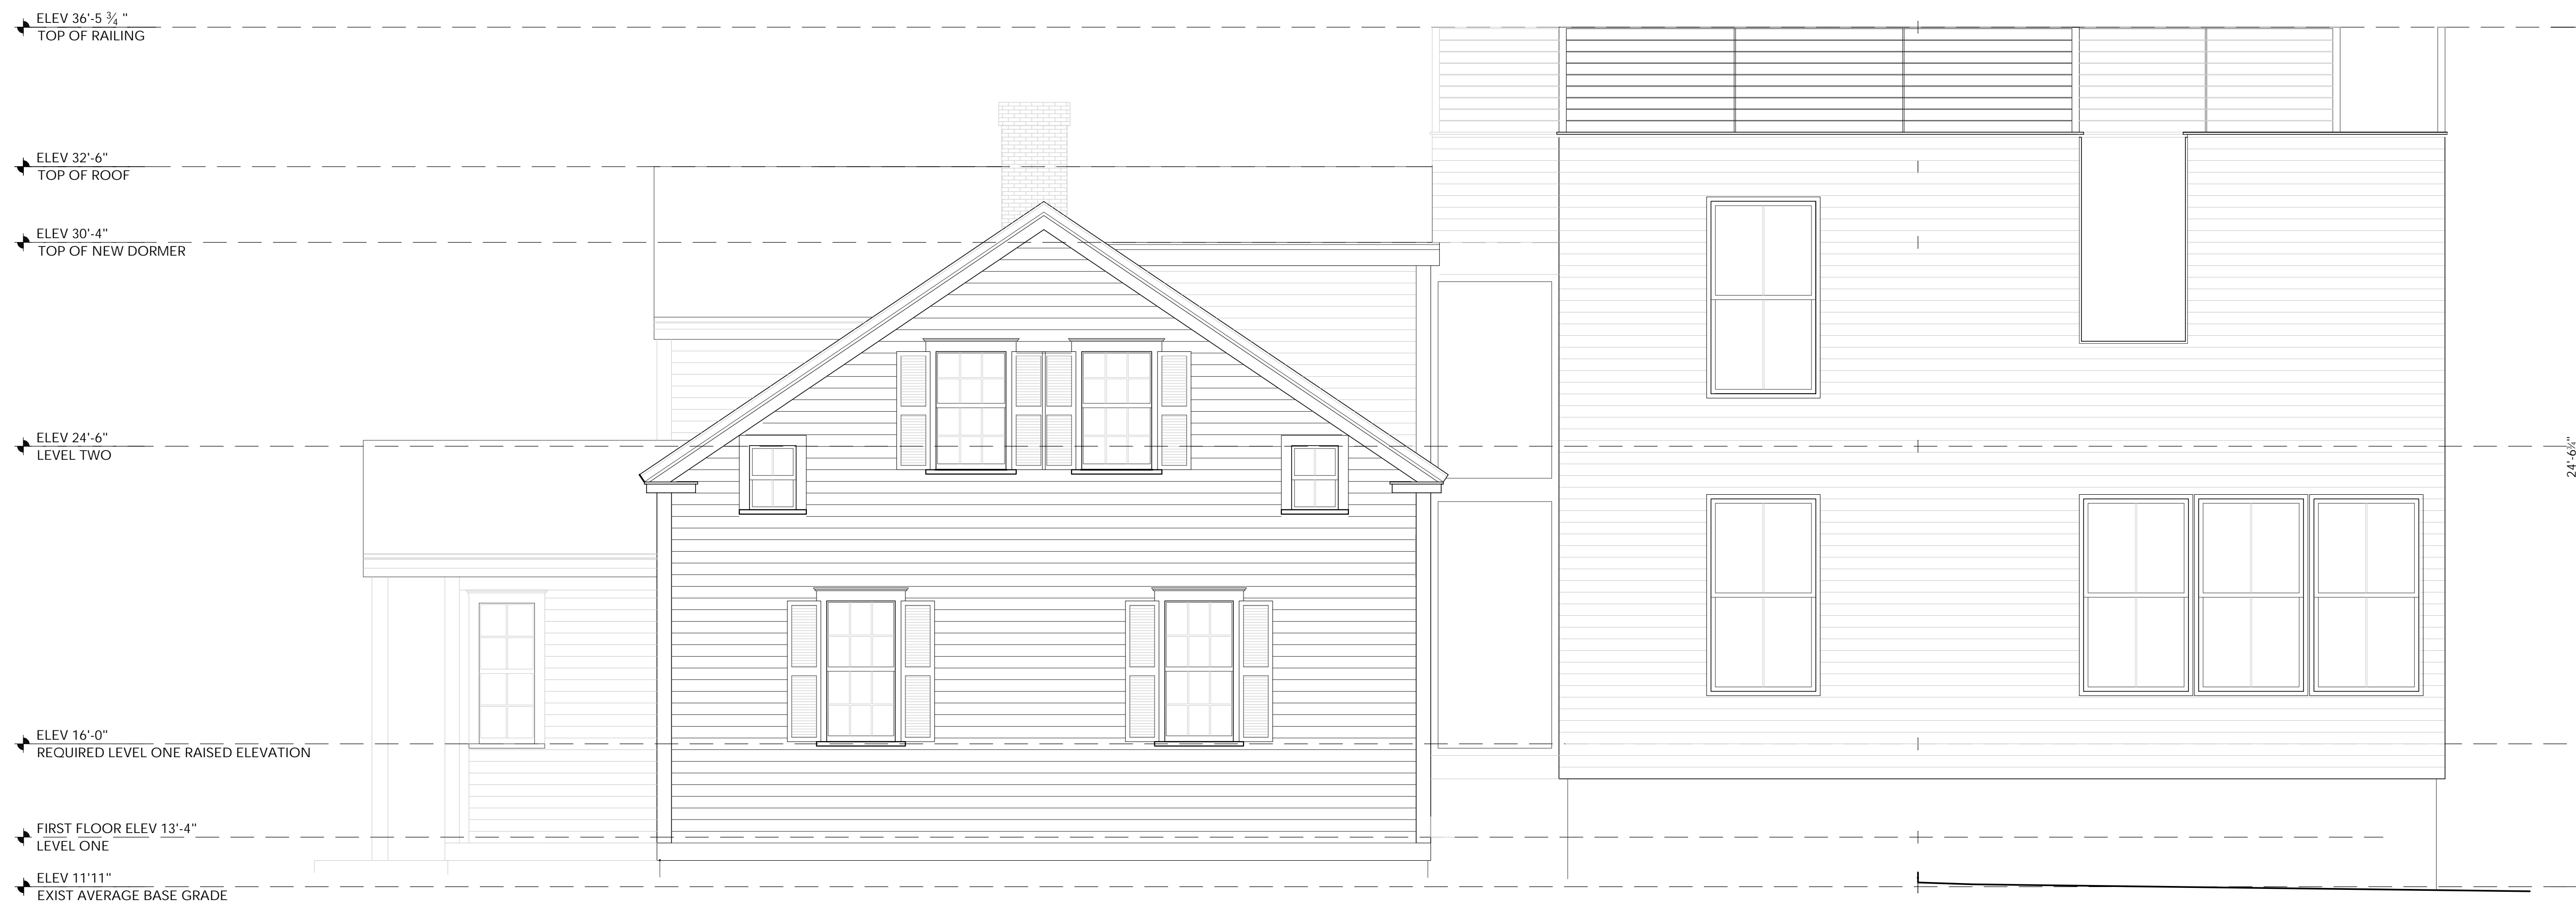 ELEV 36'-5 ¾ "
TOP OF RAILING
ELEV 32'-6"
TOP OF ROOF
ELEV 30'-4"
TOP OF NEW DORMER
ELEV 24'-6"
LEVEL TWO
24'-6¾"
ELEV 16'-0"
REQUIRED LEVEL ONE RAISED ELEVATION
FIRST FLOOR ELEV 13'-4"
LEVEL ONE
ELEV 11'11"
EXIST AVERAGE BASE GRADE